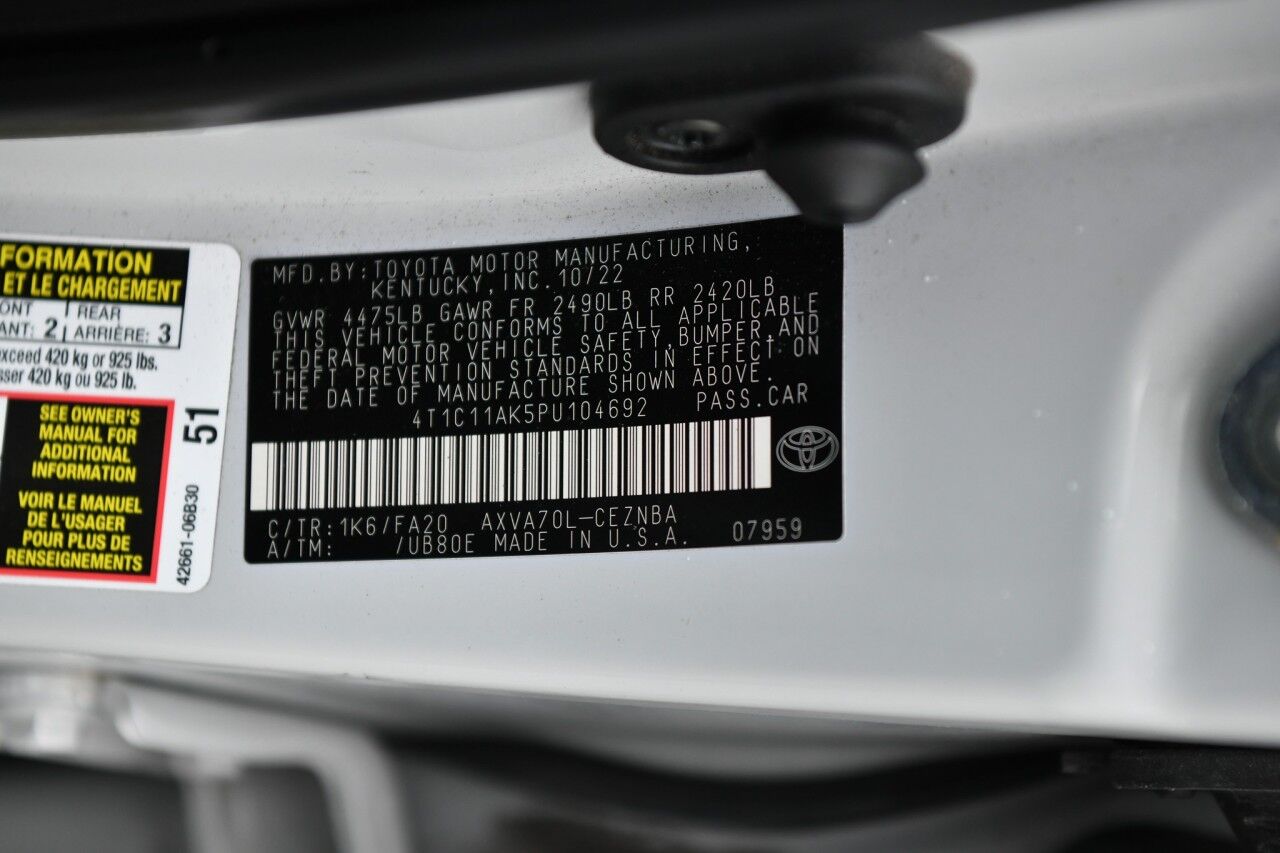 FORMATION
ET LE CHARGEMENT
REAR
2 ARRIÈRE: 3
exceed 420 kg or 925 lbs.
420 kg ou 925 lb.
SEE OWNER'S
MANUAL FOR
ADDITIONAL
INFORMATION
VOIR LE MANUEL
DE L'USAGER
POUR PLUS DE
RENSEIGNEMENTS
51
42661-06B30
MFD.BY:TOYOTA MOTOR MANUFACTURING,
KENTUCKY,INC.10/22
GVWR 4475LB GAWR FR 2490LB RR 2420LB
THIS VEHICLE CONFORMS TO ALL APPLICABLE
FEDERAL MOTOR VEHICLE SAFETY,BUMPER,AND
THEFT PREVENTION STANDARDS IN EFFECT ON
THE DATE OF MANUFACTURE SHOWN ABOVE.
4T1C11AK5PU104692 PASS.CAR
C/TR:1K6/FA20 AXVA70L-CEZNBA
A/TM: /UB80E MADE IN U.S.A. 07959